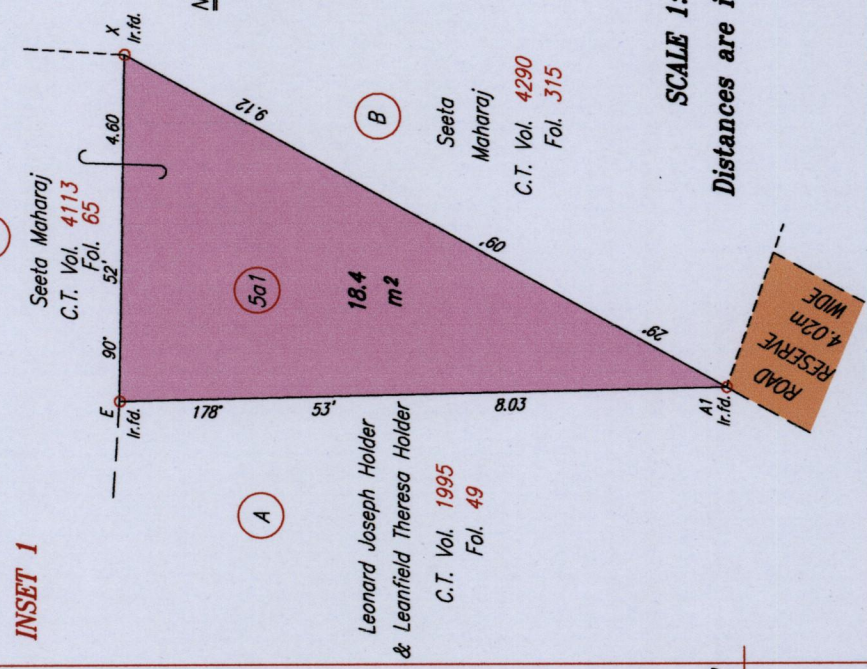 INSET 1
Seeta Maharaj
C.T. Vol. 4113
Fol. 65
X
Ir.fd.
4.60
52'
90°
E
Ir.fd.
5a1
18.4
m²
9.12
60°
29'
178°
53'
8.03
A1
Ir.fd.
A
Leonard Joseph Holder
& Leanfield Theresa Holder
C.T. Vol. 1995
Fol. 49
B
Seeta
Maharaj
C.T. Vol. 4290
Fol. 315
ROAD
RESERVE
4.02m
WIDE
SCALE 1:
Distances are i
N